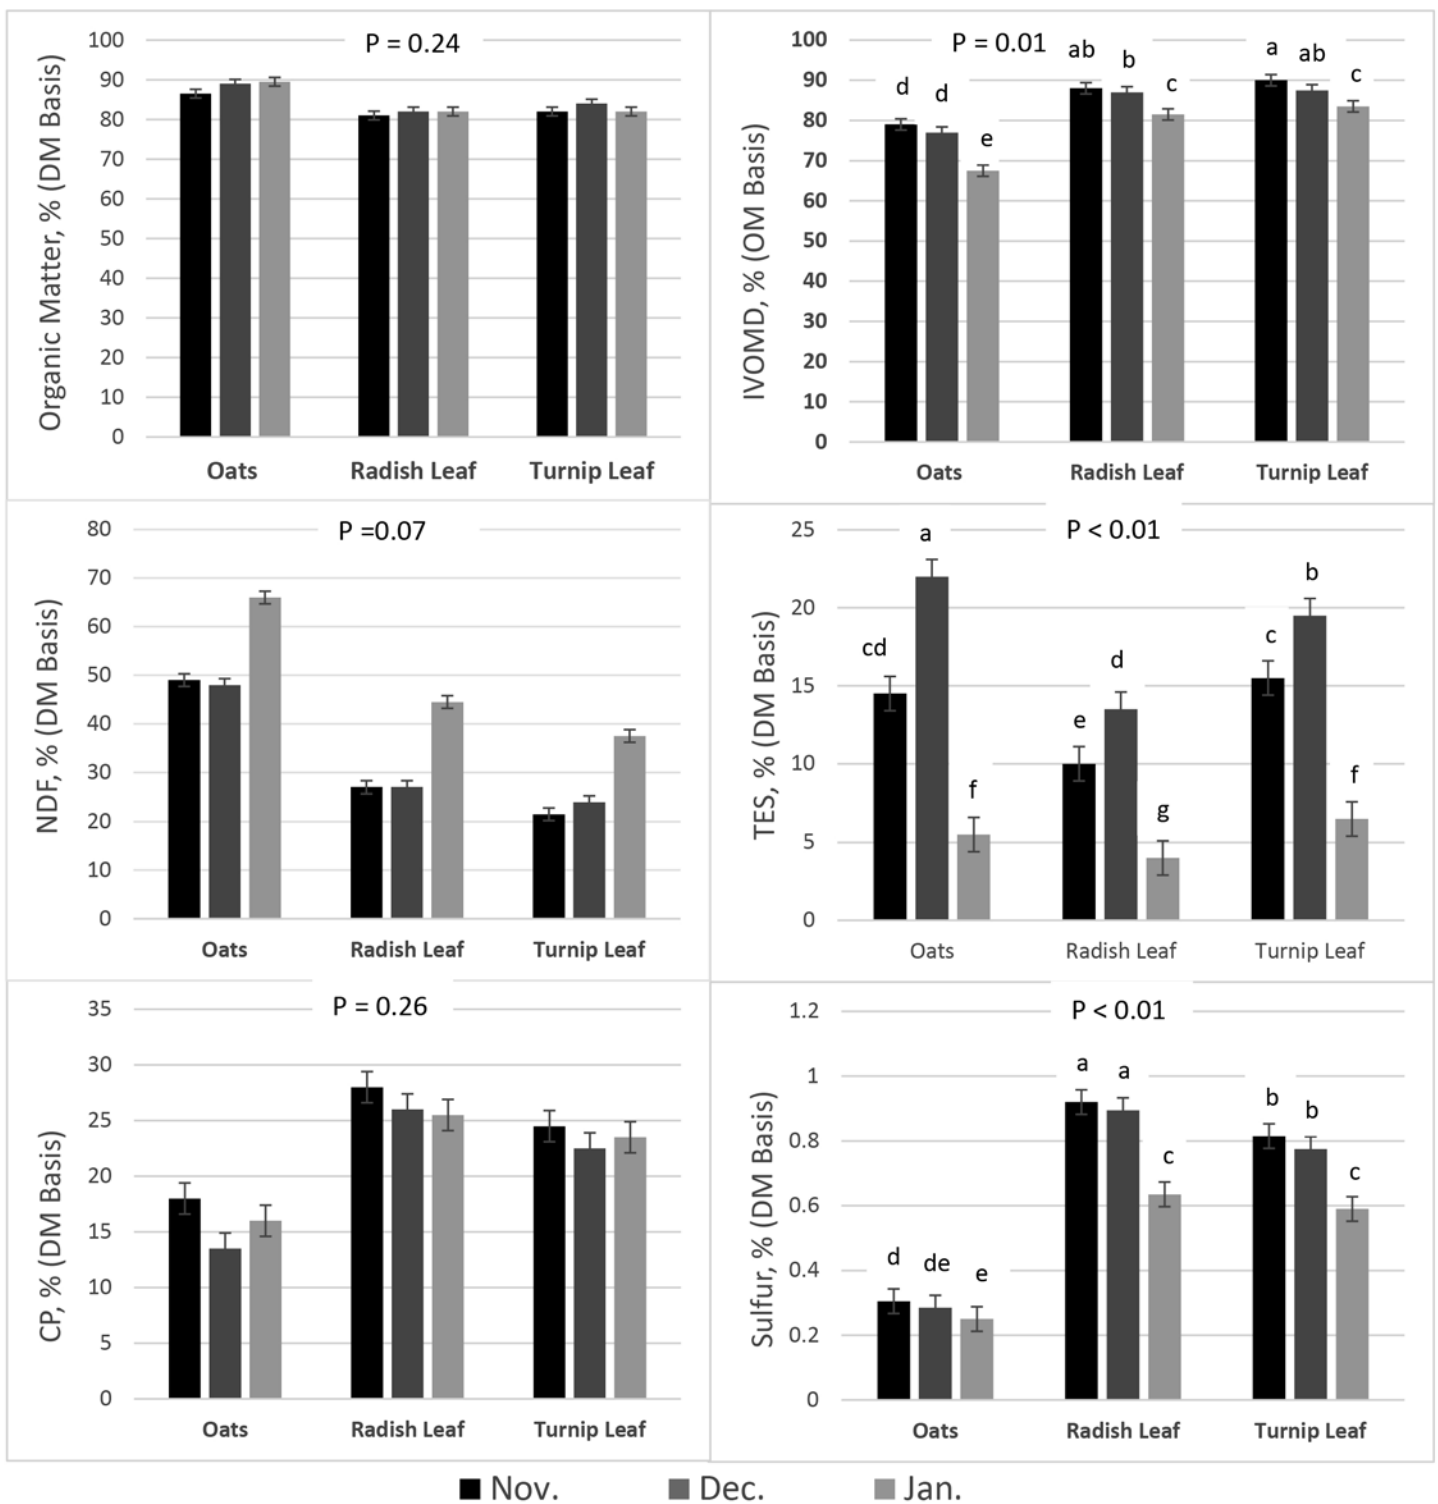 P = 0.24
Organic Matter, % (DM Basis)
100
90
80
70
60
50
40
30
20
10
0
Oats Radish Leaf Turnip Leaf
P = 0.01
IVOMD, % (OM Basis)
100
90
80
70
60
50
40
30
20
10
0
d d e ab b c a ab c
Oats Radish Leaf Turnip Leaf
P =0.07
NDF, % (DM Basis)
80
70
60
50
40
30
20
10
0
Oats Radish Leaf Turnip Leaf
P < 0.01
TES, % (DM Basis)
25
20
15
10
5
0
cd a f e d g c b f
Oats Radish Leaf Turnip Leaf
P = 0.26
CP, % (DM Basis)
35
30
25
20
15
10
5
0
Oats Radish Leaf Turnip Leaf
P < 0.01
Sulfur, % (DM Basis)
1.2
1
0.8
0.6
0.4
0.2
0
d de e a a c b b c
Oats Radish Leaf Turnip Leaf
Nov. Dec. Jan.